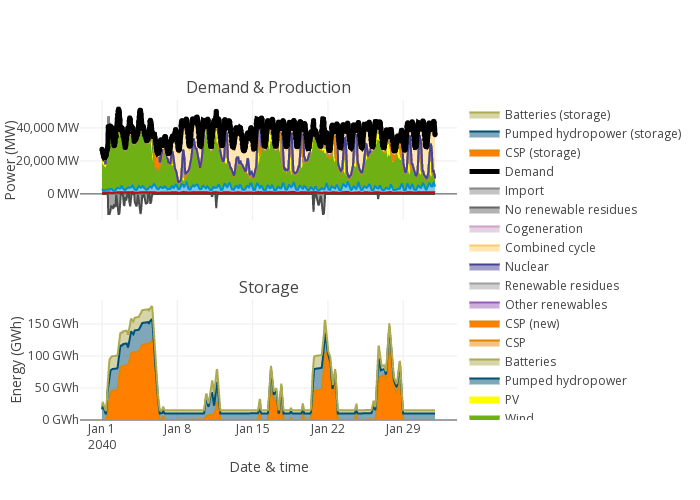 Demand & Production
Power (MW)
40,000 MW
20,000 MW
0 MW
Storage
Energy (GWh)
150 GWh
100 GWh
50 GWh
0 GWh
Jan 1
2040
Jan 8
Jan 15
Jan 22
Jan 29
Date & time
Batteries (storage)
Pumped hydropower (storage)
CSP (storage)
Demand
Import
No renewable residues
Cogeneration
Combined cycle
Nuclear
Renewable residues
Other renewables
CSP (new)
CSP
Batteries
Pumped hydropower
PV
Wind